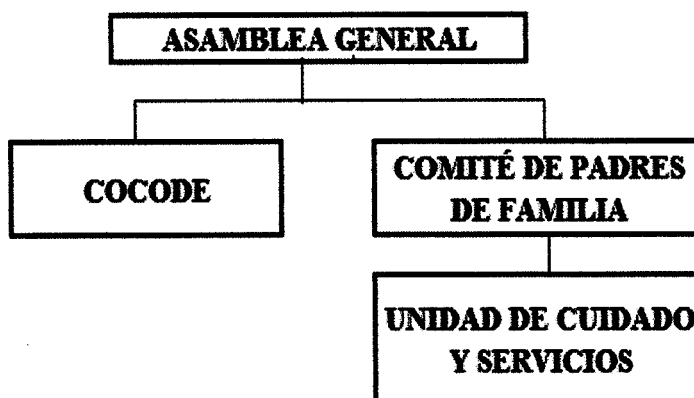 ASAMBLEA GENERAL
COCODE
COMITÉ DE PADRES
DE FAMILIA
UNIDAD DE CUIDADO
Y SERVICIOS